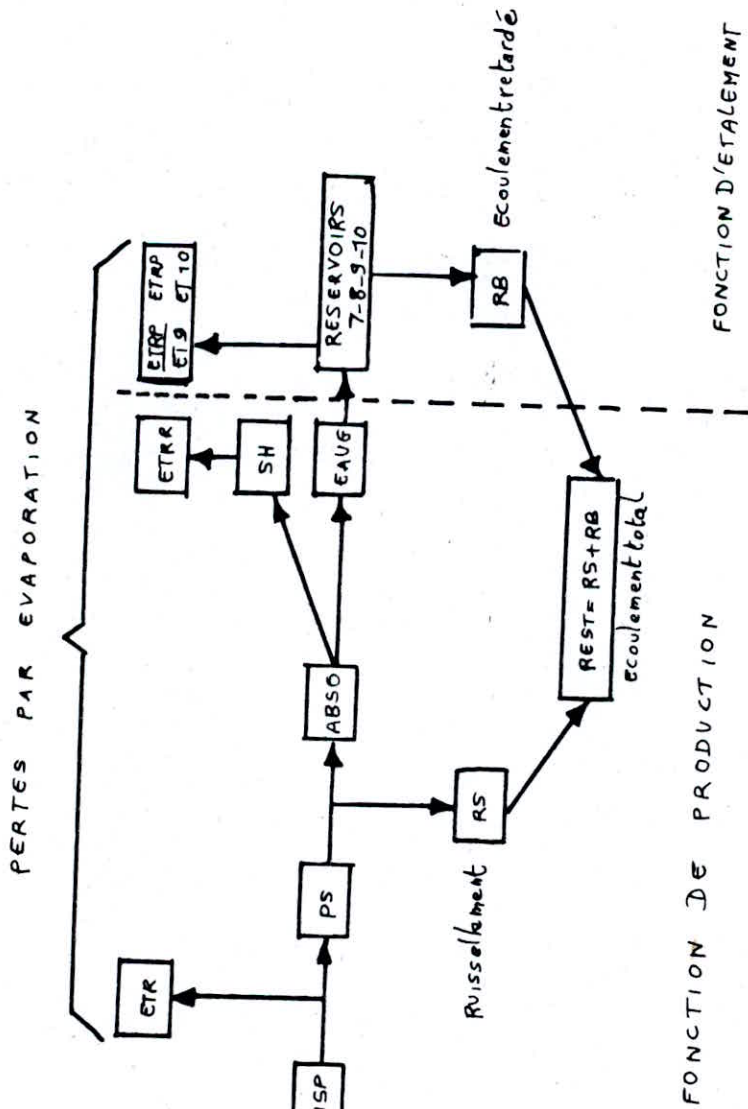 PERTES PAR EVAPORATION
ETR
ETRR
ETRP ETRP
ET9 ET10
ISP
PS
ABSO
SH
EAUG
RESERVOIRS
7-8-9-10
Ruissellement
RS
RB
Ecoulement retardé
REST= RS+RB
ecoulement total
FONCTION DE PRODUCTION
FONCTION D'ETALEMENT